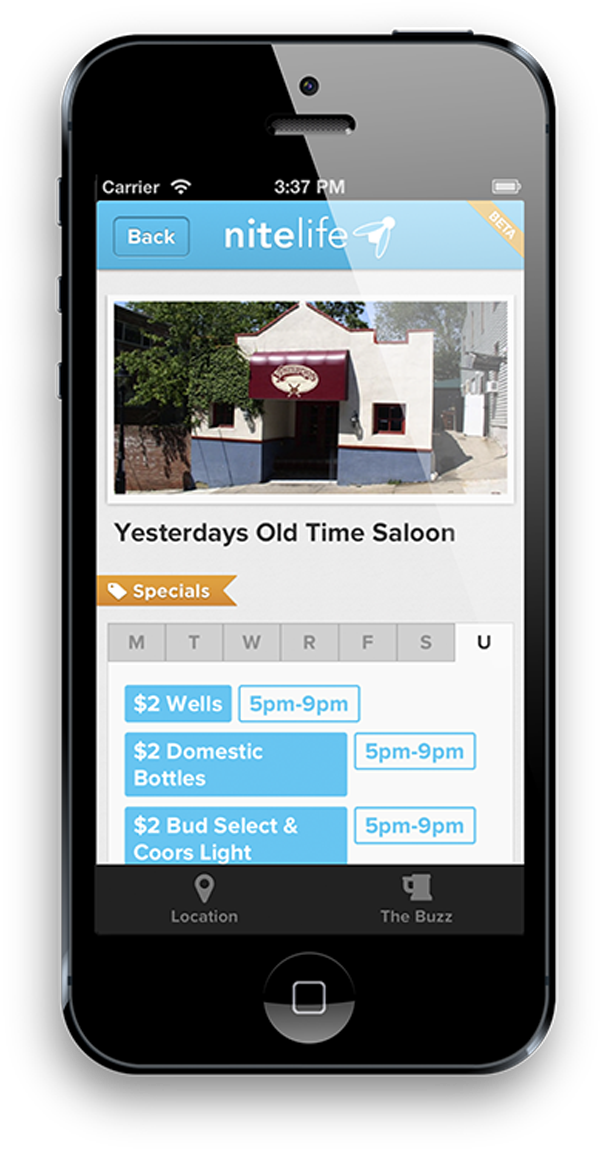 Carrier 3:37 PM
Back nitelife BETA
Yesterdays Old Time Saloon
Specials
M T W R F S U
$2 Wells 5pm-9pm
$2 Domestic 5pm-9pm
Bottles
$2 Bud Select & 5pm-9pm
Coors Light
Location The Buzz